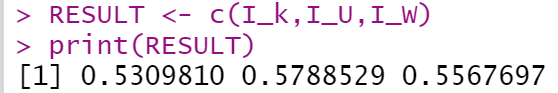 > RESULT <- c(I_k,I_U,I_W)
> print(RESULT)
[1] 0.5309810 0.5788529 0.5567697